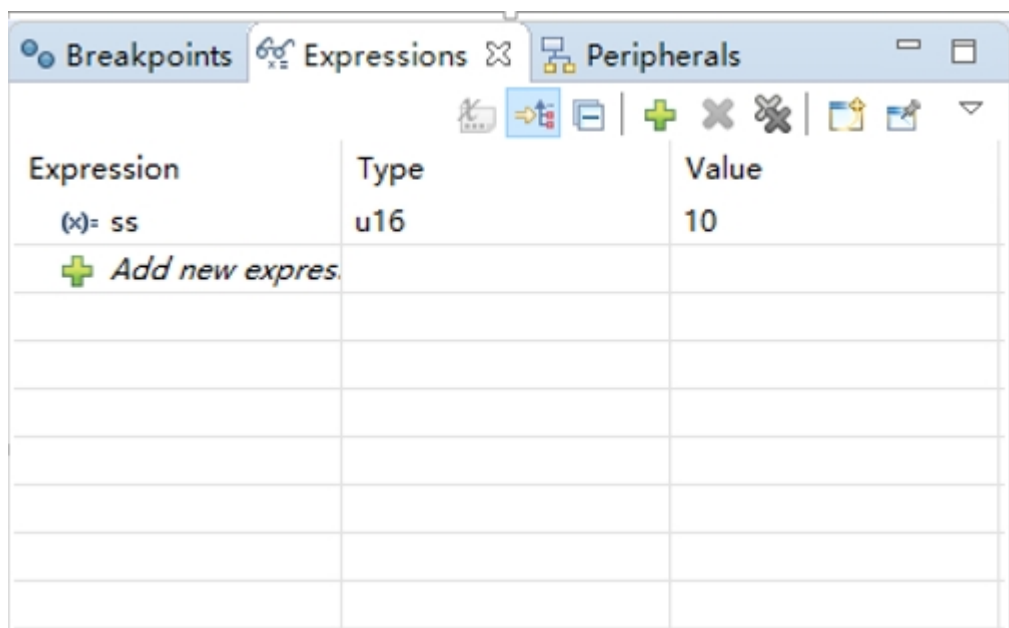 Breakpoints Expressions Peripherals
Expression Type Value
(x)= ss u16 10
Add new expres